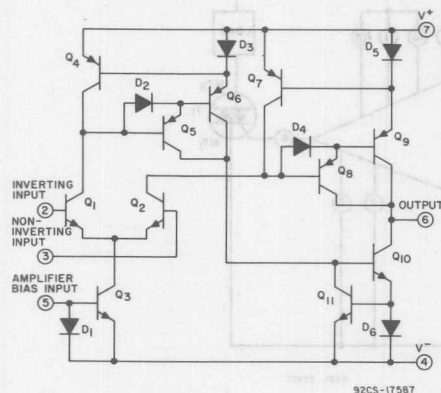 V+
7
Q4
D3
D5
Q7
D2
Q6
Q5
D4
Q9
Q8
INVERTING
INPUT
2
Q1
Q2
OUTPUT
6
NON-
INVERTING
INPUT
3
Q10
AMPLIFIER
BIAS INPUT
5
Q3
Q11
D1
D6
V-
4
92CS-17587